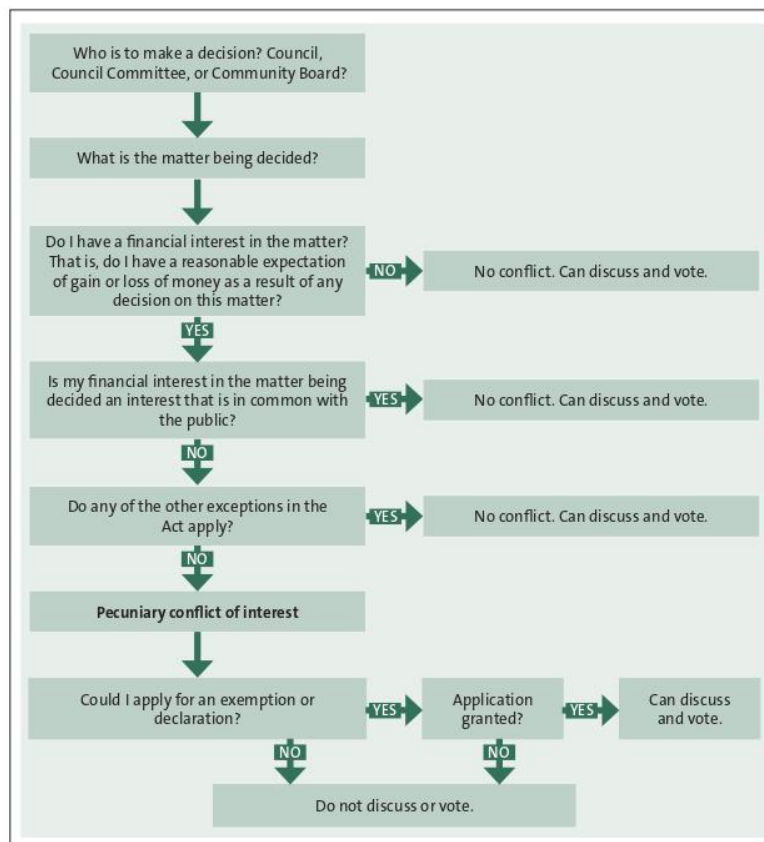 Who is to make a decision? Council,
Council Committee, or Community Board?
What is the matter being decided?
Do I have a financial interest in the matter?
That is, do I have a reasonable expectation
of gain or loss of money as a result of any
decision on this matter?
NO
No conflict. Can discuss and vote.
YES
Is my financial interest in the matter being
decided an interest that is in common with
the public?
YES
No conflict. Can discuss and vote.
NO
Do any of the other exceptions in the
Act apply?
YES
No conflict. Can discuss and vote.
NO
Pecuniary conflict of interest
Could I apply for an exemption or
declaration?
YES
Application
granted?
YES
Can discuss
and vote.
NO
NO
Do not discuss or vote.